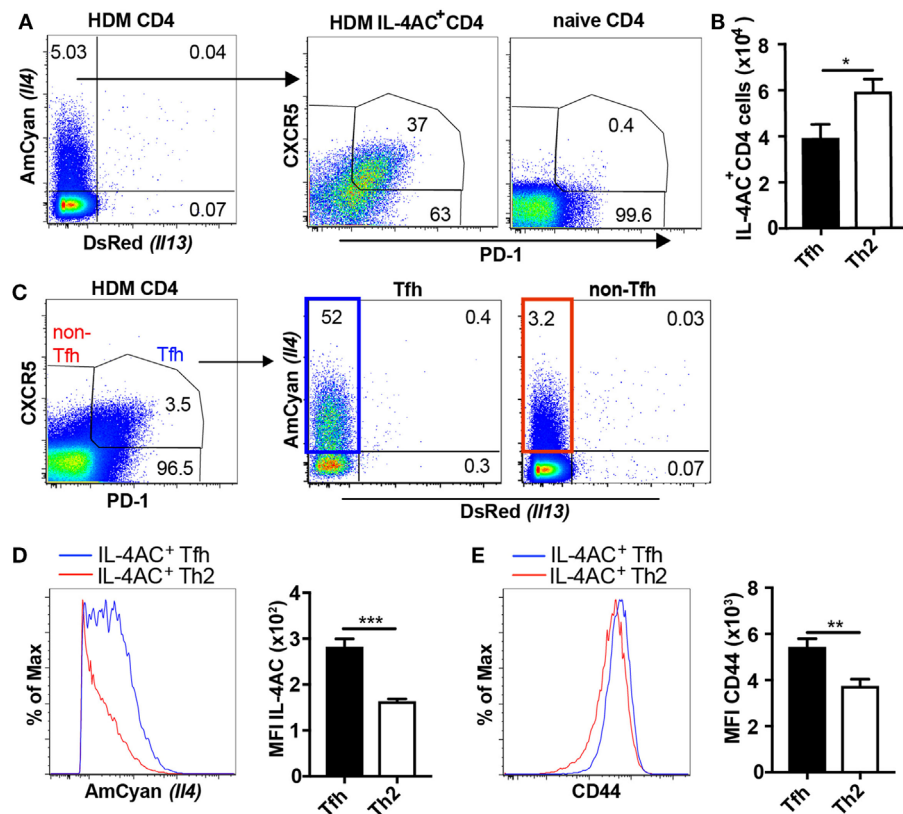 A
HDM CD4
5.03
0.04
0.07
AmCyan (Il4)
DsRed (Il13)
HDM IL-4AC+CD4
37
63
CXCR5
naive CD4
0.4
99.6
PD-1
B
IL-4AC+ CD4 cells (x10⁴)
8
6
4
2
0
*
Tfh
Th2
C
HDM CD4
non-
Tfh
Tfh
3.5
96.5
CXCR5
PD-1
Tfh
52
0.4
0.3
AmCyan (Il4)
non-Tfh
3.2
0.03
0.07
DsRed (Il13)
D
IL-4AC+ Tfh
IL-4AC+ Th2
% of Max
AmCyan (Il4)
MFI IL-4AC (x10²)
4
3
2
1
0
***
Tfh
Th2
E
IL-4AC+ Tfh
IL-4AC+ Th2
% of Max
CD44
MFI CD44 (x10³)
8
6
4
2
0
**
Tfh
Th2